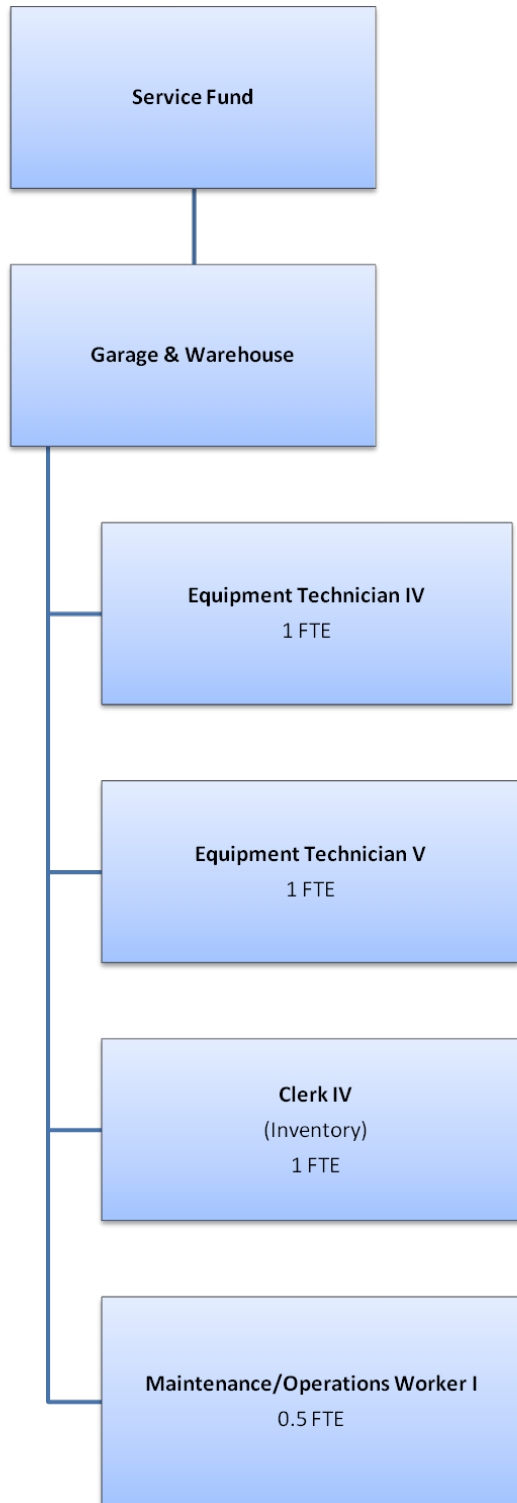 Service Fund
Garage & Warehouse
Equipment Technician IV
1 FTE
Equipment Technician V
1 FTE
Clerk IV
(Inventory)
1 FTE
Maintenance/Operations Worker I
0.5 FTE